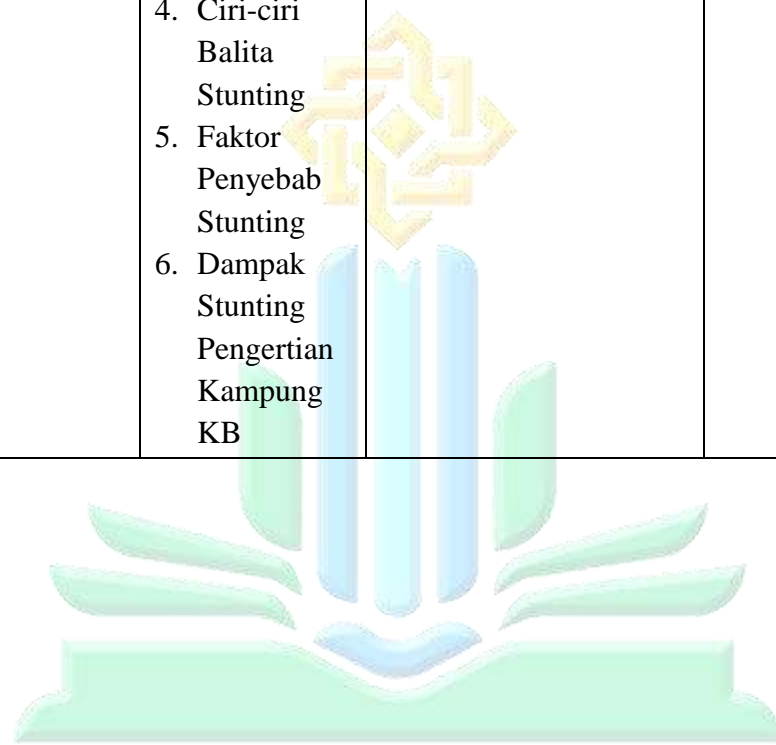 4. Ciri-ciri
Balita
Stunting
5. Faktor
Penyebab
Stunting
6. Dampak
Stunting
Pengertian
Kampung
KB